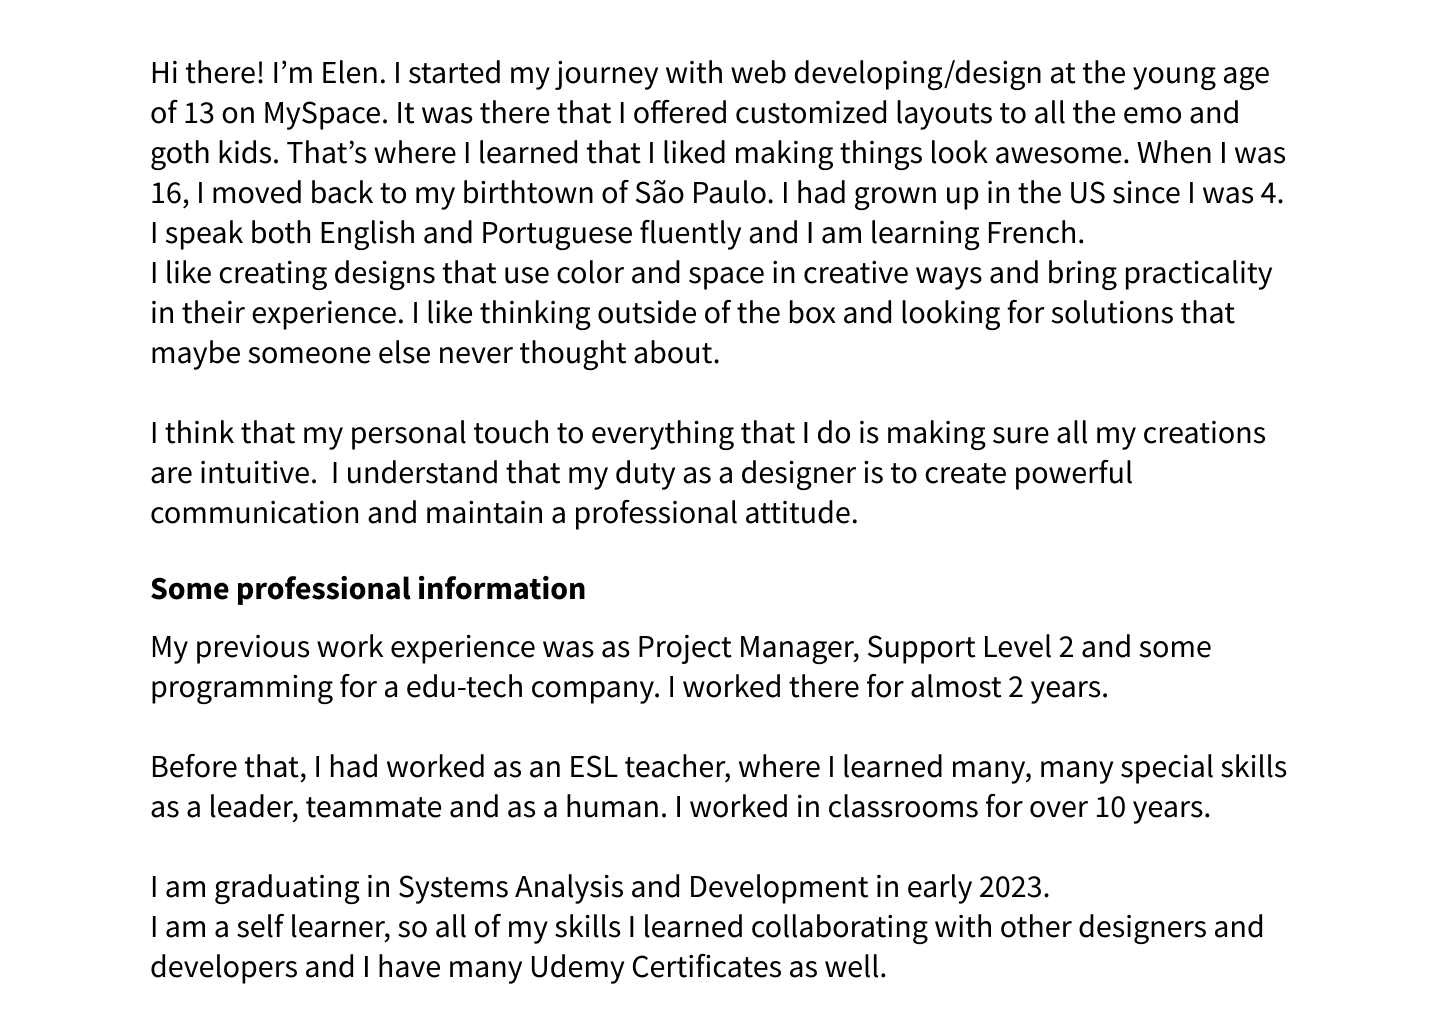 Hi there! I’m Elen. I started my journey with web developing/design at the young age
of 13 on MySpace. It was there that I offered customized layouts to all the emo and
goth kids. That’s where I learned that I liked making things look awesome. When I was
16, I moved back to my birthtown of São Paulo. I had grown up in the US since I was 4.
I speak both English and Portuguese fluently and I am learning French.
I like creating designs that use color and space in creative ways and bring practicality
in their experience. I like thinking outside of the box and looking for solutions that
maybe someone else never thought about.
I think that my personal touch to everything that I do is making sure all my creations
are intuitive.  I understand that my duty as a designer is to create powerful
communication and maintain a professional attitude.
Some professional information
My previous work experience was as Project Manager, Support Level 2 and some
programming for a edu-tech company. I worked there for almost 2 years.
Before that, I had worked as an ESL teacher, where I learned many, many special skills
as a leader, teammate and as a human. I worked in classrooms for over 10 years.
I am graduating in Systems Analysis and Development in early 2023.
I am a self learner, so all of my skills I learned collaborating with other designers and
developers and I have many Udemy Certificates as well.